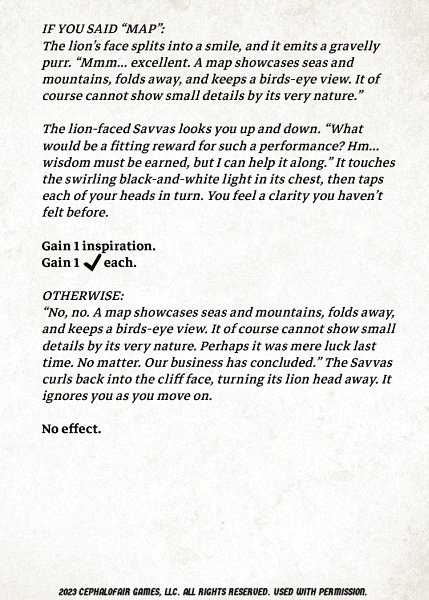 IF YOU SAID “MAP”:
The lion’s face splits into a smile, and it emits a gravelly
purr. “Mmm... excellent. A map showcases seas and
mountains, folds away, and keeps a birds-eye view. It of
course cannot show small details by its very nature.”
The lion-faced Savvas looks you up and down. “What
would be a fitting reward for such a performance? Hm...
wisdom must be earned, but I can help it along.” It touches
the swirling black-and-white light in its chest, then taps
each of your heads in turn. You feel a clarity you haven’t
felt before.
Gain 1 inspiration.
Gain 1 ✓ each.
OTHERWISE:
“No, no. A map showcases seas and mountains, folds away,
and keeps a birds-eye view. It of course cannot show small
details by its very nature. Perhaps it was mere luck last
time. No matter. Our business has concluded.” The Savvas
curls back into the cliff face, turning its lion head away. It
ignores you as you move on.
No effect.
2023 CEPHALOFAIR GAMES, LLC. ALL RIGHTS RESERVED. USED WITH PERMISSION.